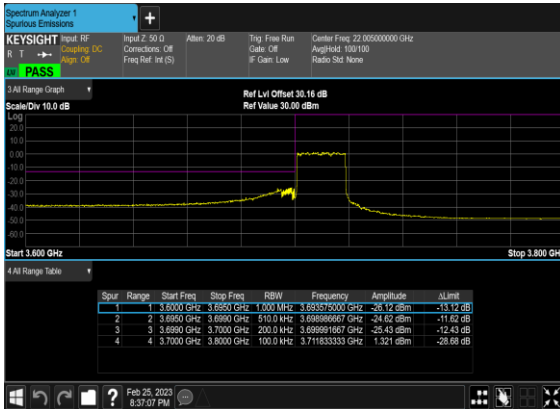 Spectrum Analyzer 1
Spurious Emissions
+
KEYSIGHT Input: RF Input Z: 50 Ω Atten: 20 dB Trig: Free Run Center Freq: 22.005000000 GHz
R T Coupling: DC Corrections: Off Gate: Off Avg|Hold: 100/100
Align: Off Freq Ref: Int (S) IF Gain: Low Radio Std: None
PASS
3 All Range Graph
Ref Lvl Offset 30.16 dB
Scale/Div 10.0 dB Ref Value 30.00 dBm
Log
20.0
10.0
0.00
-10.0
-20.0
-30.0
-40.0
-50.0
-60.0
Start 3.600 GHz Stop 3.800 GHz
4 All Range Table
Spur Range Start Freq Stop Freq RBW Frequency Amplitude ΔLimit
1 1 3.6000 GHz 3.6950 GHz 1.000 MHz 3.693575000 GHz -26.12 dBm -13.12 dB
2 2 3.6950 GHz 3.6990 GHz 510.0 kHz 3.698986667 GHz -24.62 dBm -11.62 dB
3 3 3.6990 GHz 3.7000 GHz 200.0 kHz 3.699991667 GHz -25.43 dBm -12.43 dB
4 4 3.7000 GHz 3.8000 GHz 100.0 kHz 3.711833333 GHz 1.321 dBm -28.68 dB
? Feb 25, 2023
8:37:07 PM